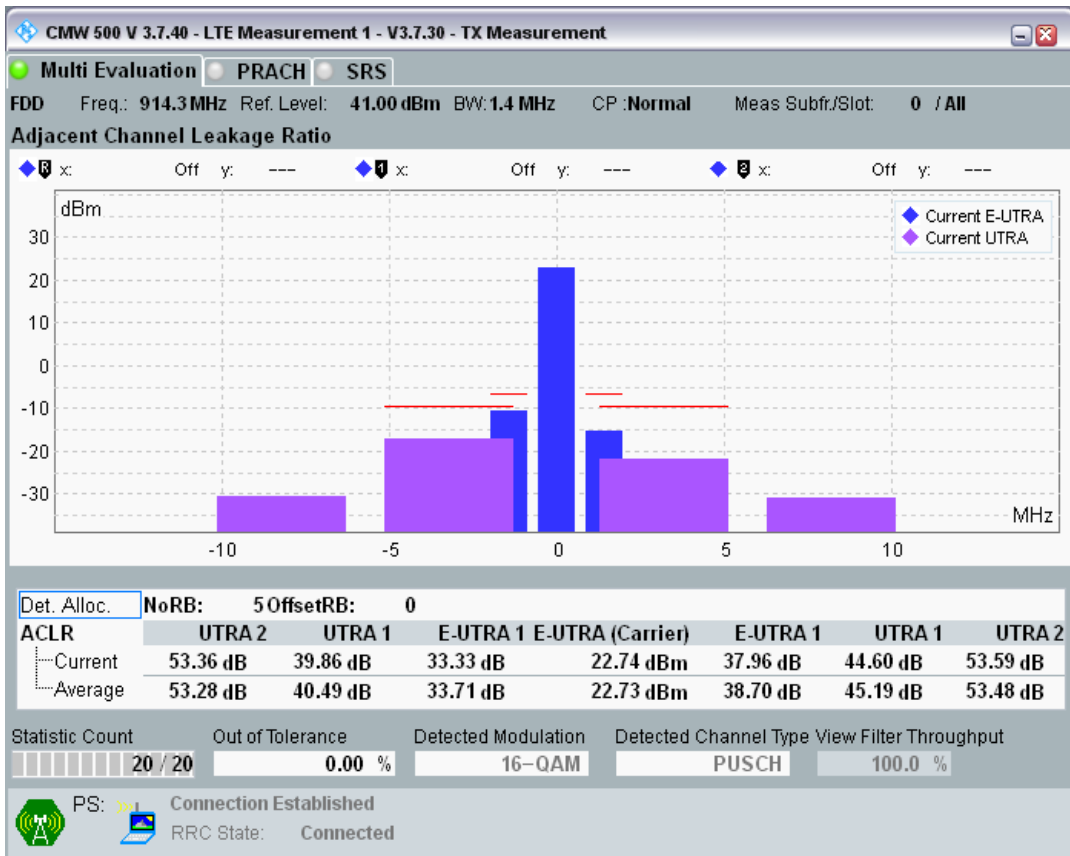 CMW 500 V 3.7.40 - LTE Measurement 1 - V3.7.30 - TX Measurement
Multi Evaluation PRACH SRS
FDD Freq.: 914.3 MHz Ref. Level: 41.00 dBm BW: 1.4 MHz CP :Normal Meas Subfr./Slot: 0 / All
Adjacent Channel Leakage Ratio
R x: Off y: --- 1 x: Off y: --- 2 x: Off y: ---
dBm
Current E-UTRA
Current UTRA
30
20
10
0
-10
-20
-30
MHz
-10 -5 0 5 10
Det. Alloc. NoRB: 5 OffsetRB: 0
ACLR UTRA 2 UTRA 1 E-UTRA 1 E-UTRA (Carrier) E-UTRA 1 UTRA 1 UTRA 2
Current 53.36 dB 39.86 dB 33.33 dB 22.74 dBm 37.96 dB 44.60 dB 53.59 dB
Average 53.28 dB 40.49 dB 33.71 dB 22.73 dBm 38.70 dB 45.19 dB 53.48 dB
Statistic Count Out of Tolerance Detected Modulation Detected Channel Type View Filter Throughput
20 / 20 0.00 % 16-QAM PUSCH 100.0 %
PS: Connection Established
RRC State: Connected